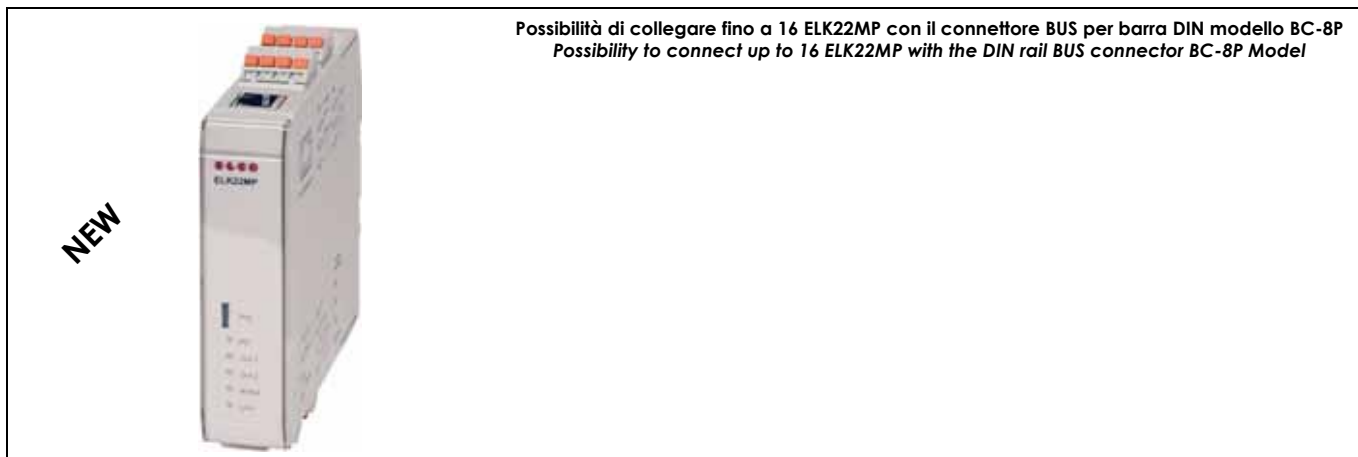 Possibilità di collegare fino a 16 ELK22MP con il connettore BUS per barra DIN modello BC-8P
Possibility to connect up to 16 ELK22MP with the DIN rail BUS connector BC-8P Model
NEW
ELCO
ELK22MP